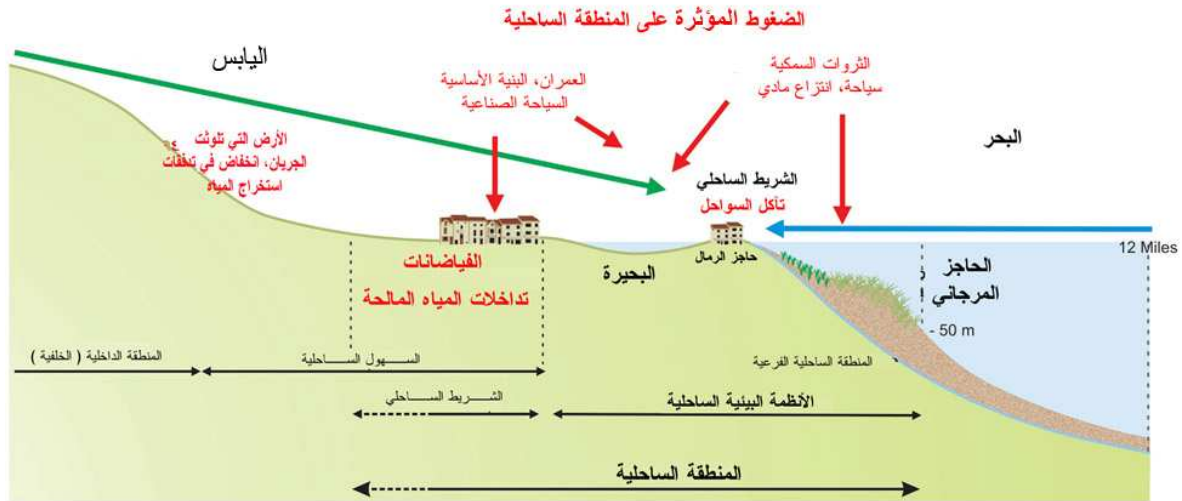 الضغوط المؤثرة على المنطقة الساحلية
اليابس
الثروات السمكية
سياحة، انتزاع مادي
العمران، البنية الأساسية
السياحة الصناعية
البحر
الأرض التي تلوثت
الجريان، انخفاض في تدفقات
استخراج المياه
الشريط الساحلي
تآكل السواحل
12 Miles
حاجز الرمال
الحاجز
المرجاني
الفياضانات
تداخلات المياه المالحة
البحيرة
- 50 m
المنطقة الساحلية الفرعية
المنطقة الداخلية ( الخلفية )
السهول الساحلية
الشريط الساحلي
الأنظمة البيئية الساحلية
المنطقة الساحلية